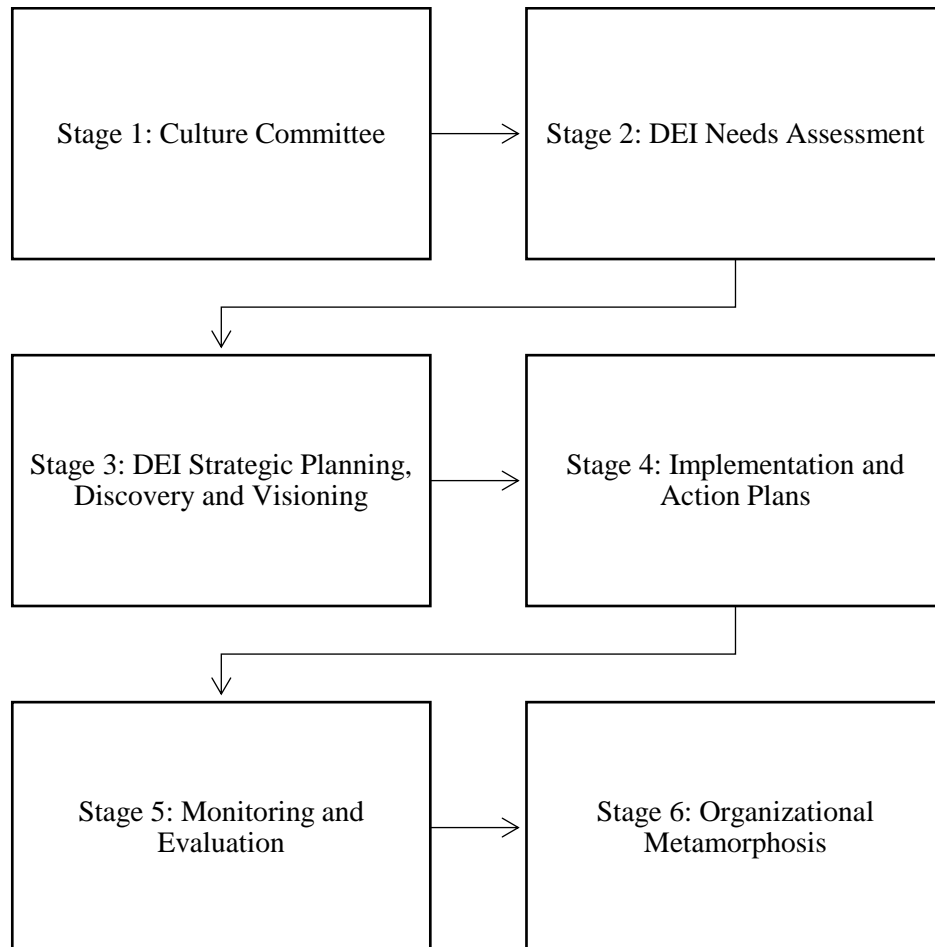 Stage 1: Culture Committee
Stage 2: DEI Needs Assessment
Stage 3: DEI Strategic Planning,
Discovery and Visioning
Stage 4: Implementation and
Action Plans
Stage 5: Monitoring and
Evaluation
Stage 6: Organizational
Metamorphosis